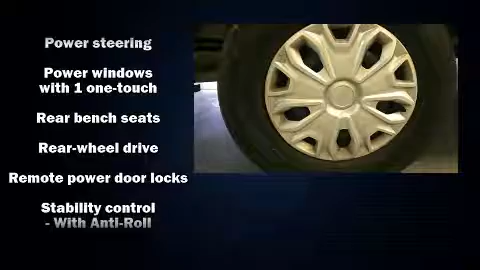 Power steering
Power windows
with 1 one-touch
Rear bench seats
Rear-wheel drive
Remote power door locks
Stability control
- With Anti-Roll